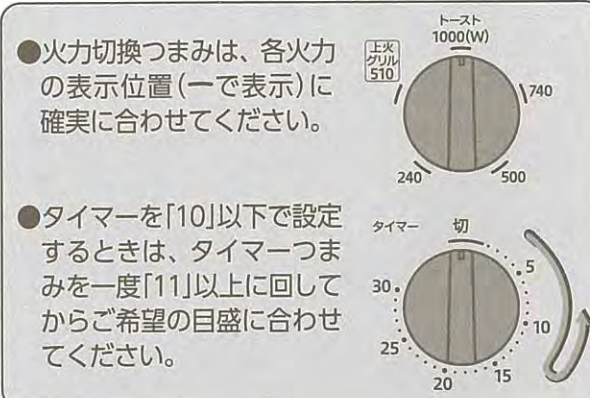 ●火力切換つまみは、各火力
の表示位置(ーで表示)に
確実に合わせてください。
トースト
1000(W)
上火
グリル
510
740
240
500
●タイマーを「10」以下で設定
するときは、タイマーつま
みを一度「11」以上に回して
からご希望の目盛に合わせ
てください。
タイマー
切
5
30
10
25
15
20